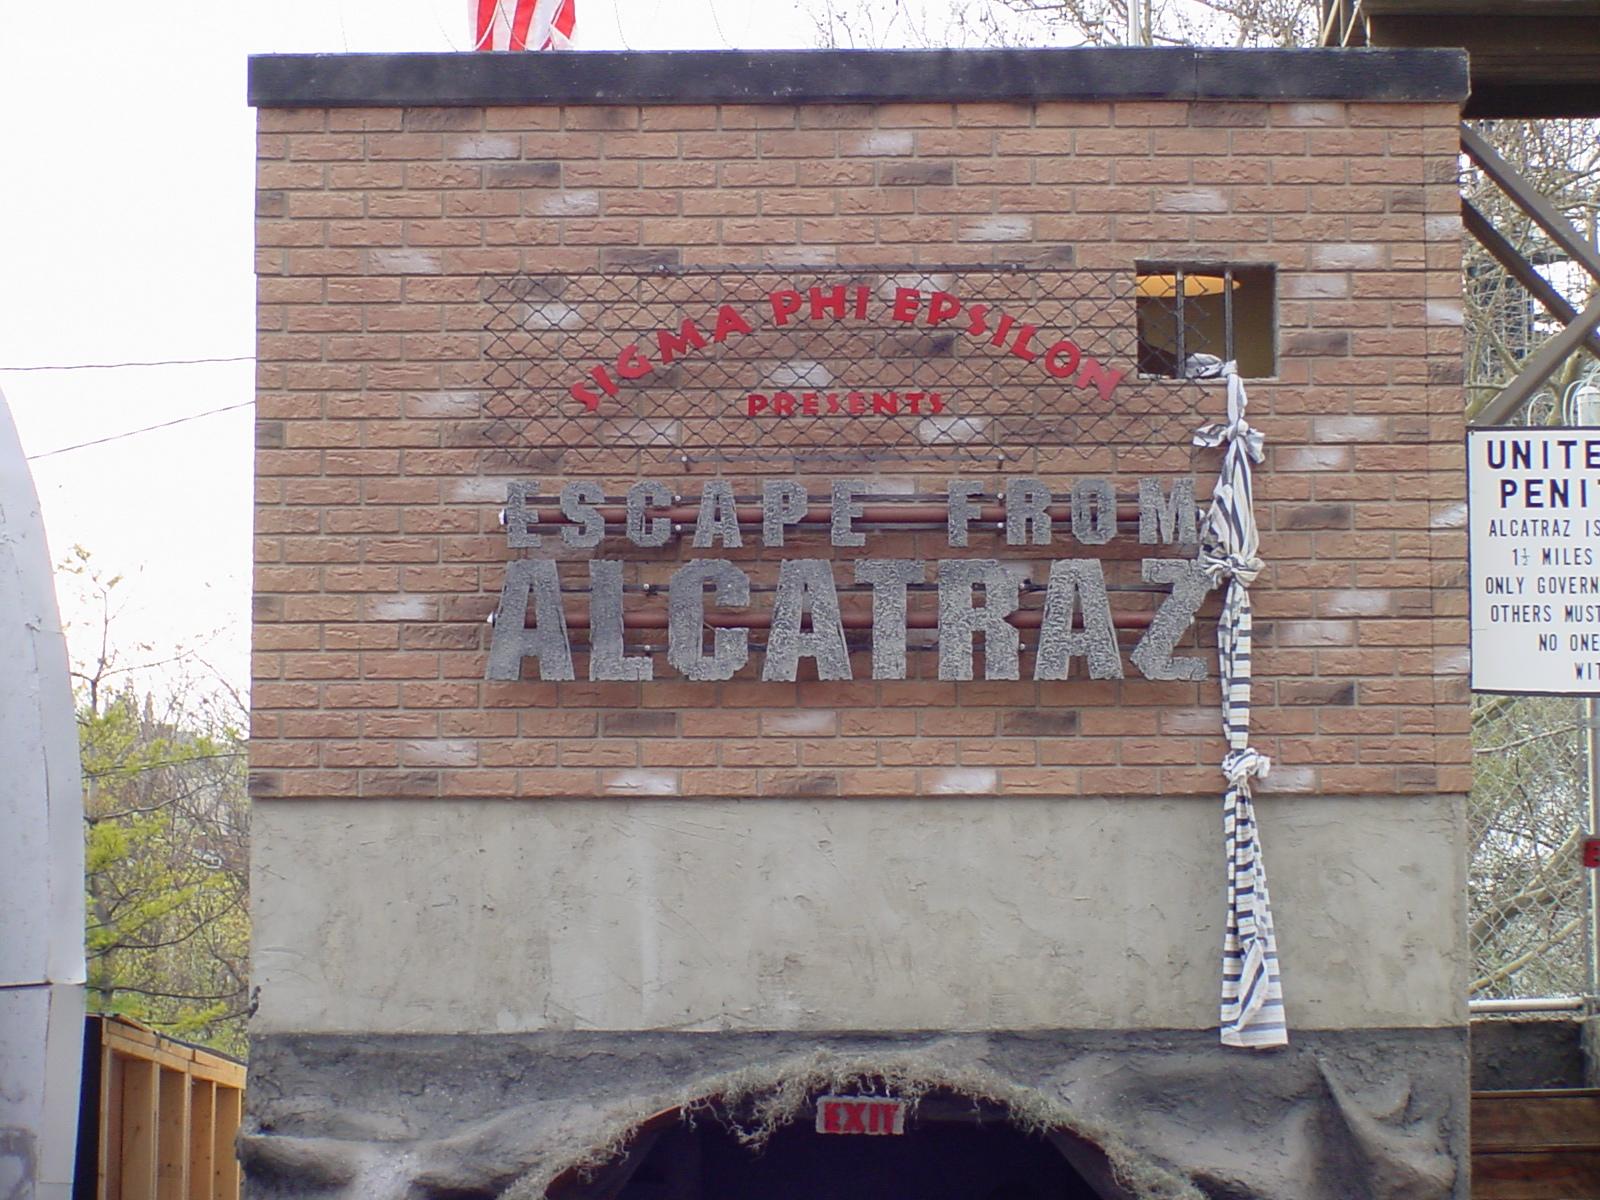 SIGMA PHI EPSILON
PRESENTS
ESCAPE FROM
ALCATRAZ
EXIT
UNITE
PENIT
ALCATRAZ IS
1½ MILES
ONLY GOVERN
OTHERS MUST
NO ONE
WIT
E